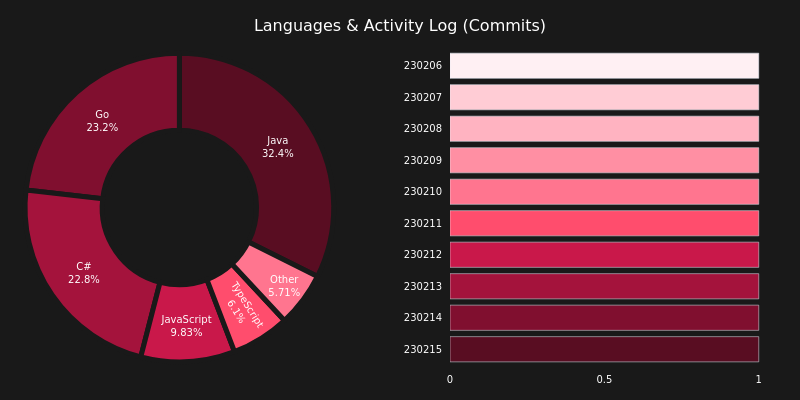 Languages & Activity Log (Commits)
Java
32.4%
Go
23.2%
C#
22.8%
JavaScript
9.83%
TypeScript
6.1%
Other
5.71%
230206
230207
230208
230209
230210
230211
230212
230213
230214
230215
0 0.5 1